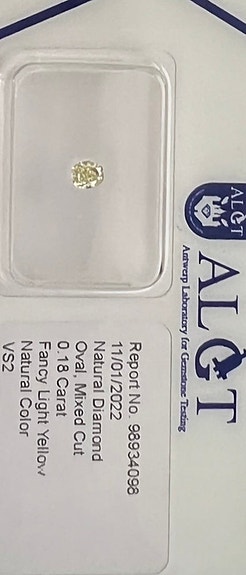 ALGT
ALGT
Antwerp Laboratory for Gemstone Testing
Report No. 98934098
11/01/2022
Natural Diamond
Oval, Mixed Cut
0.18 Carat
Fancy Light Yellow
Natural Color
VS2